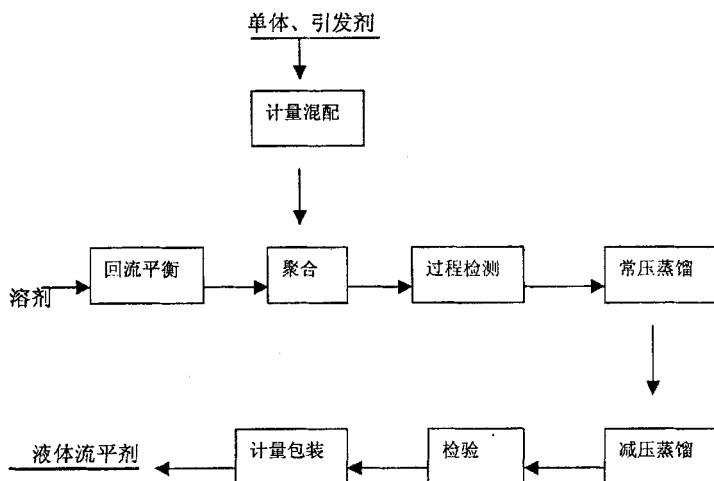 单体、引发剂
计量混配
回流平衡
聚合
过程检测
常压蒸馏
溶剂
液体流平剂
计量包装
检验
减压蒸馏